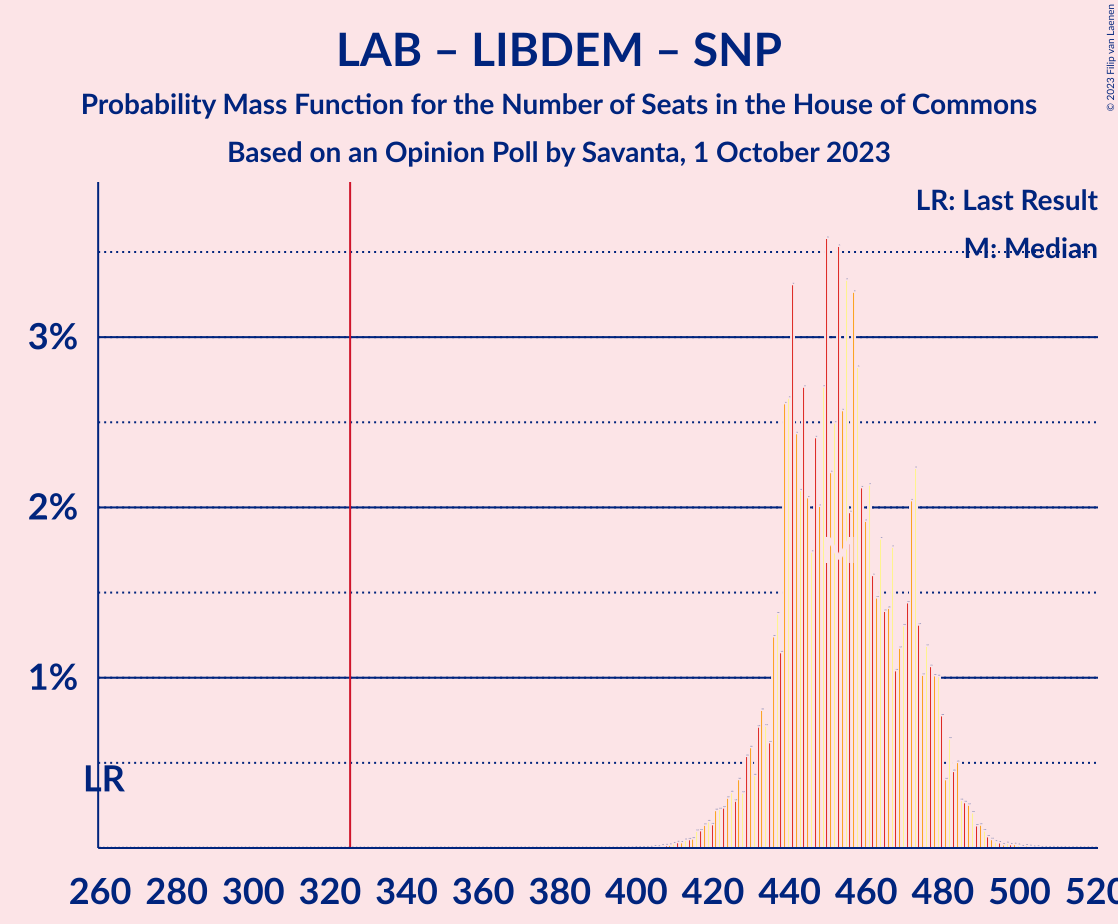 LAB – LIBDEM – SNP
Probability Mass Function for the Number of Seats in the House of Commons
Based on an Opinion Poll by Savanta, 1 October 2023
© 2023 Filip van Laenen
LR: Last Result
M: Median
3%
2%
1%
LR
M
260 280 300 320 340 360 380 400 420 440 460 480 500 520